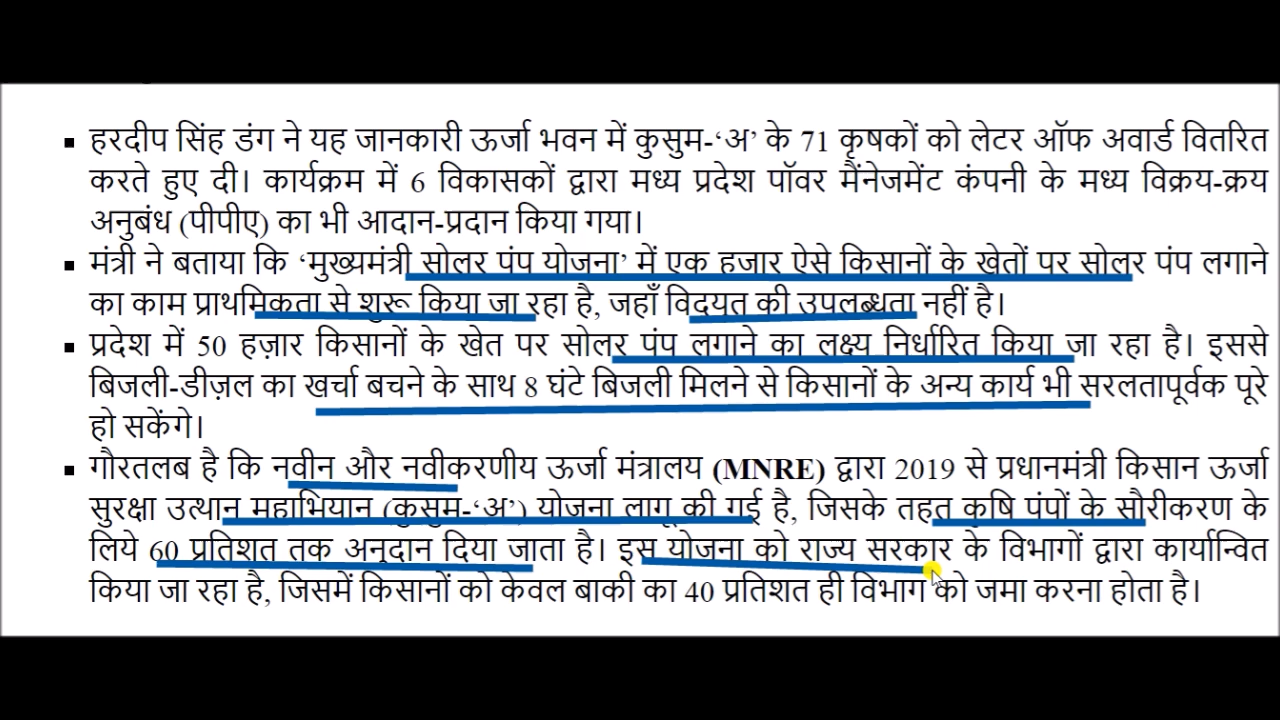 ▪ हरदीप सिंह डंग ने यह जानकारी ऊर्जा भवन में कुसुम-‘अ’ के 71 कृषकों को लेटर ऑफ अवार्ड वितरित
करते हुए दी। कार्यक्रम में 6 विकासकों द्वारा मध्य प्रदेश पॉवर मैंनेजमेंट कंपनी के मध्य विक्रय-क्रय
अनुबंध (पीपीए) का भी आदान-प्रदान किया गया।
▪ मंत्री ने बताया कि ‘मुख्यमंत्री सोलर पंप योजना’ में एक हजार ऐसे किसानों के खेतों पर सोलर पंप लगाने
का काम प्राथमिकता से शुरू किया जा रहा है, जहाँ विद्युत की उपलब्धता नहीं है।
▪ प्रदेश में 50 हज़ार किसानों के खेत पर सोलर पंप लगाने का लक्ष्य निर्धारित किया जा रहा है। इससे
बिजली-डीज़ल का खर्चा बचने के साथ 8 घंटे बिजली मिलने से किसानों के अन्य कार्य भी सरलतापूर्वक पूरे
हो सकेंगे।
▪ गौरतलब है कि नवीन और नवीकरणीय ऊर्जा मंत्रालय (MNRE) द्वारा 2019 से प्रधानमंत्री किसान ऊर्जा
सुरक्षा उत्थान महाभियान (कुसुम-‘अ’) योजना लागू की गई है, जिसके तहत कृषि पंपों के सौरीकरण के
लिये 60 प्रतिशत तक अनुदान दिया जाता है। इस योजना को राज्य सरकार के विभागों द्वारा कार्यान्वित
किया जा रहा है, जिसमें किसानों को केवल बाकी का 40 प्रतिशत ही विभाग को जमा करना होता है।